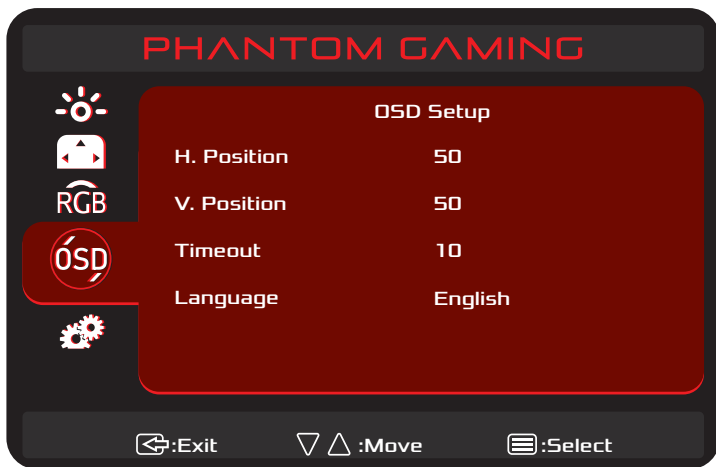 PHANTOM GAMING
OSD Setup
H. Position 50
V. Position 50
RGB
Timeout 10
OSD
Language English
:Exit :Move :Select